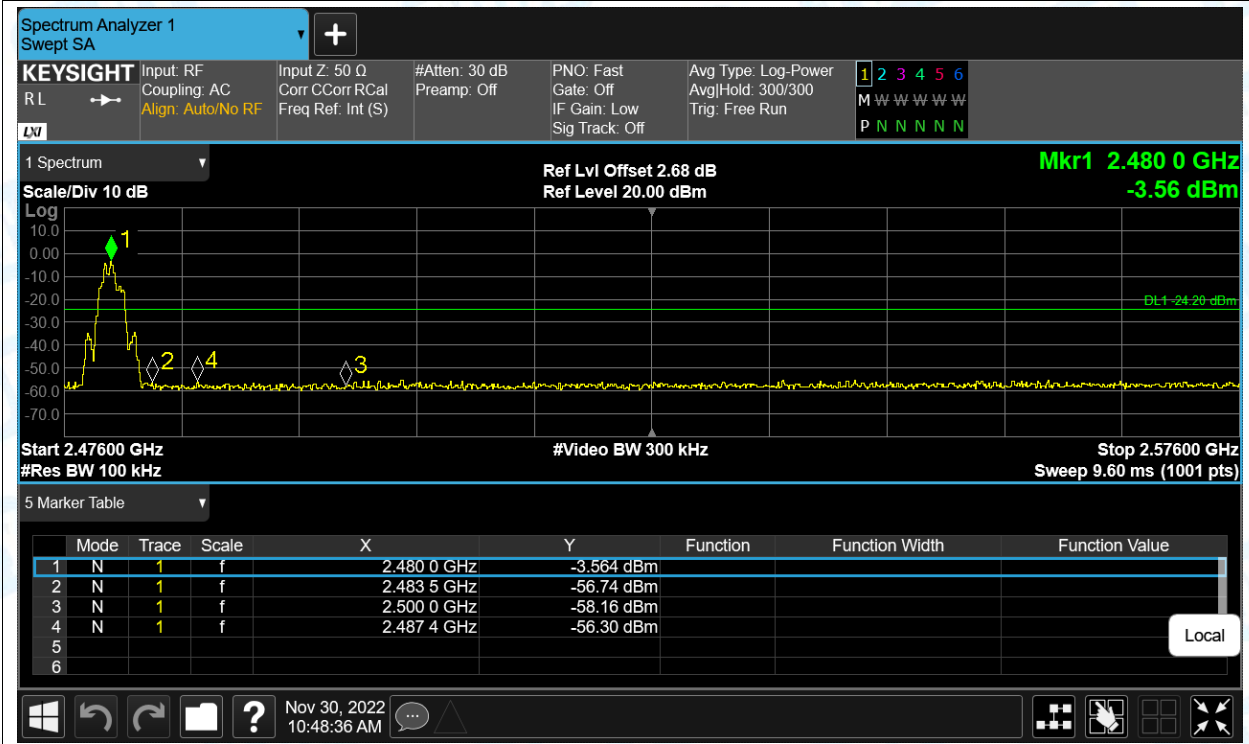 Spectrum Analyzer 1
Swept SA
+
KEYSIGHT Input: RF Input Z: 50 Ω #Atten: 30 dB PNO: Fast Avg Type: Log-Power 1 2 3 4 5 6
R L Coupling: AC Corr CCorr RCal Preamp: Off Gate: Off Avg|Hold: 300/300 M W W W W W
Align: Auto/No RF Freq Ref: Int (S) IF Gain: Low Trig: Free Run
LXI Sig Track: Off P N N N N N
1 Spectrum Ref Lvl Offset 2.68 dB Mkr1 2.480 0 GHz
Scale/Div 10 dB Ref Level 20.00 dBm -3.56 dBm
Log
10.0
1
0.00
-10.0
-20.0
DL1 -24.20 dBm
-30.0
-40.0
2 4 3
-50.0
-60.0
-70.0
Start 2.47600 GHz #Video BW 300 kHz Stop 2.57600 GHz
#Res BW 100 kHz Sweep 9.60 ms (1001 pts)
5 Marker Table
Mode Trace Scale X Y Function Function Width Function Value
1 N 1 f 2.480 0 GHz -3.564 dBm
2 N 1 f 2.483 5 GHz -56.74 dBm
3 N 1 f 2.500 0 GHz -58.16 dBm
4 N 1 f 2.487 4 GHz -56.30 dBm
5
6
Local
? Nov 30, 2022
10:48:36 AM